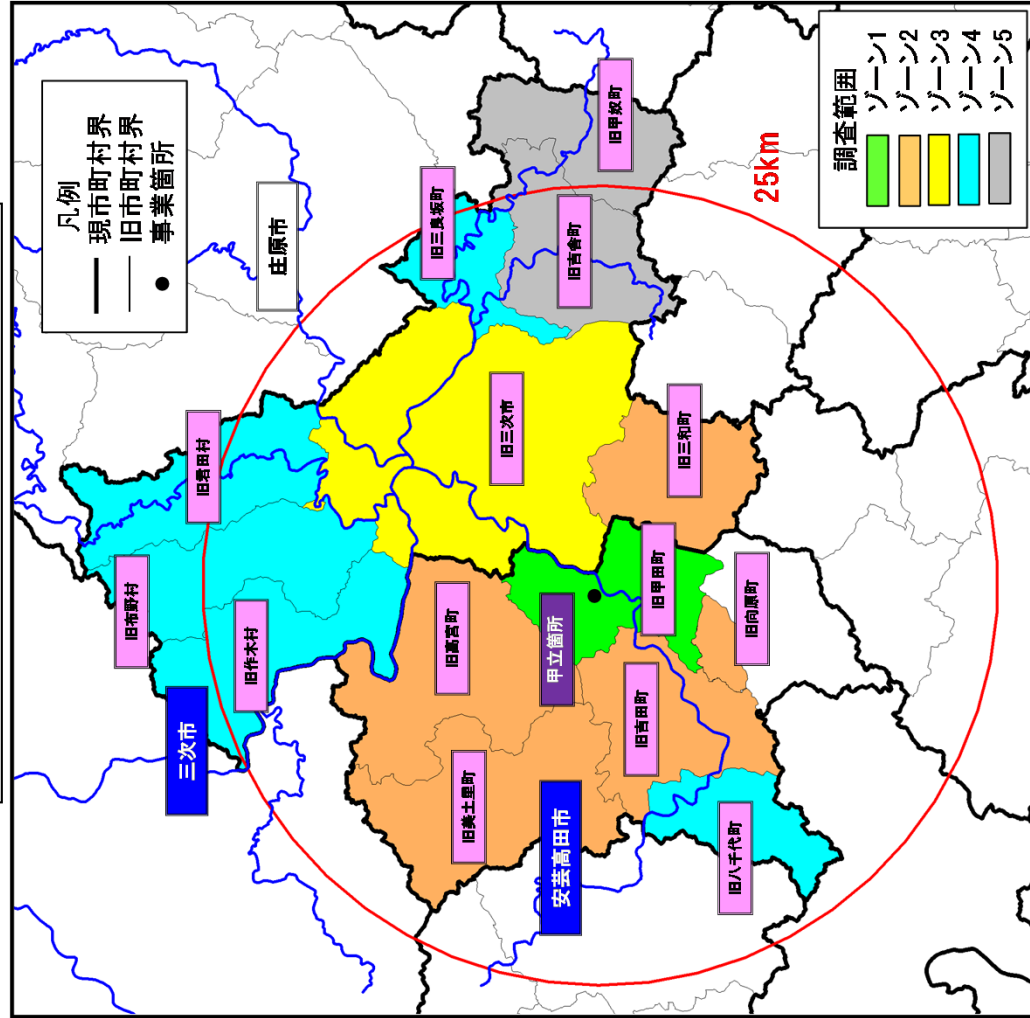 凡例
現市町村界
旧市町村界
事業箇所
庄原市
旧三良坂町
旧甲奴町
旧吉舎町
25km
旧君田村
旧布野村
旧作木村
三次市
旧三次市
旧三和町
旧高宮町
甲立箇所
旧甲田町
旧向原町
旧吉田町
旧美土里町
安芸高田市
旧八千代町
調査範囲
ゾーン1
ゾーン2
ゾーン3
ゾーン4
ゾーン5